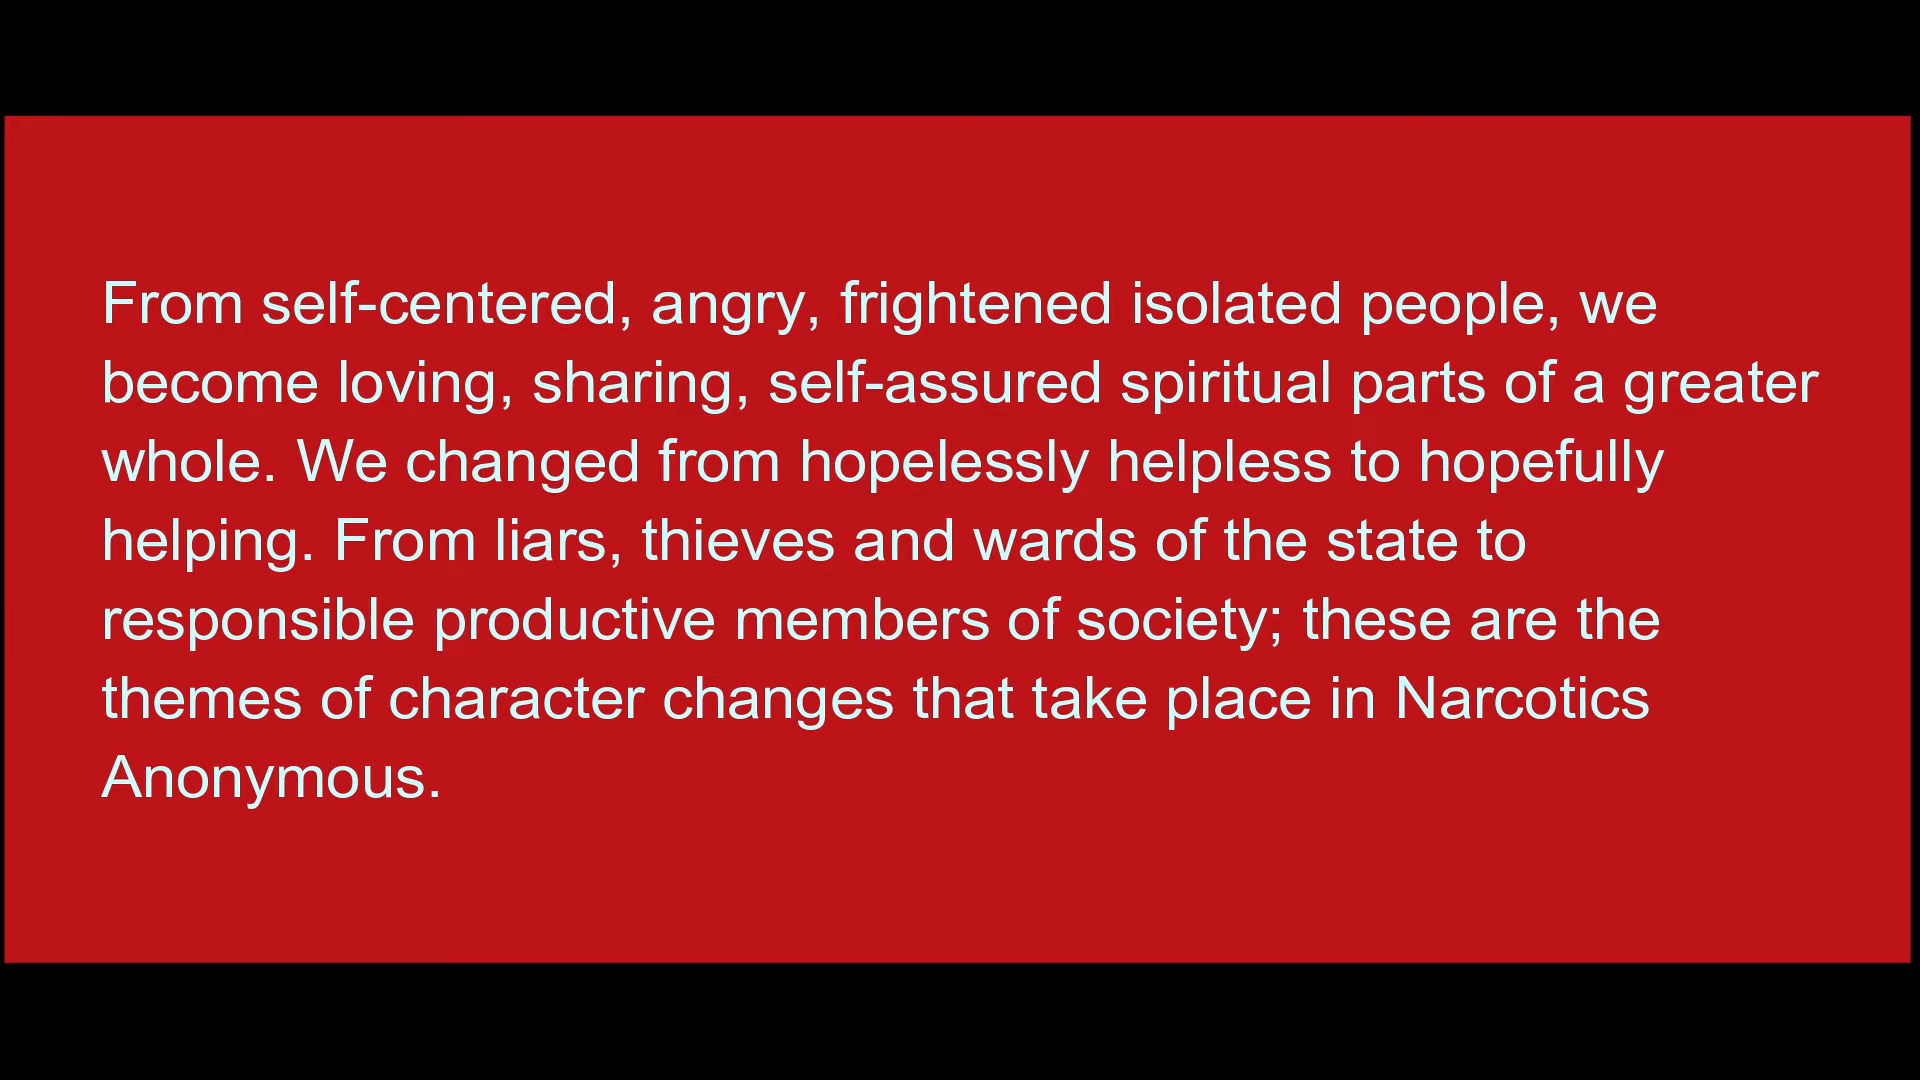 From self-centered, angry, frightened isolated people, we
become loving, sharing, self-assured spiritual parts of a greater
whole. We changed from hopelessly helpless to hopefully
helping. From liars, thieves and wards of the state to
responsible productive members of society; these are the
themes of character changes that take place in Narcotics
Anonymous.